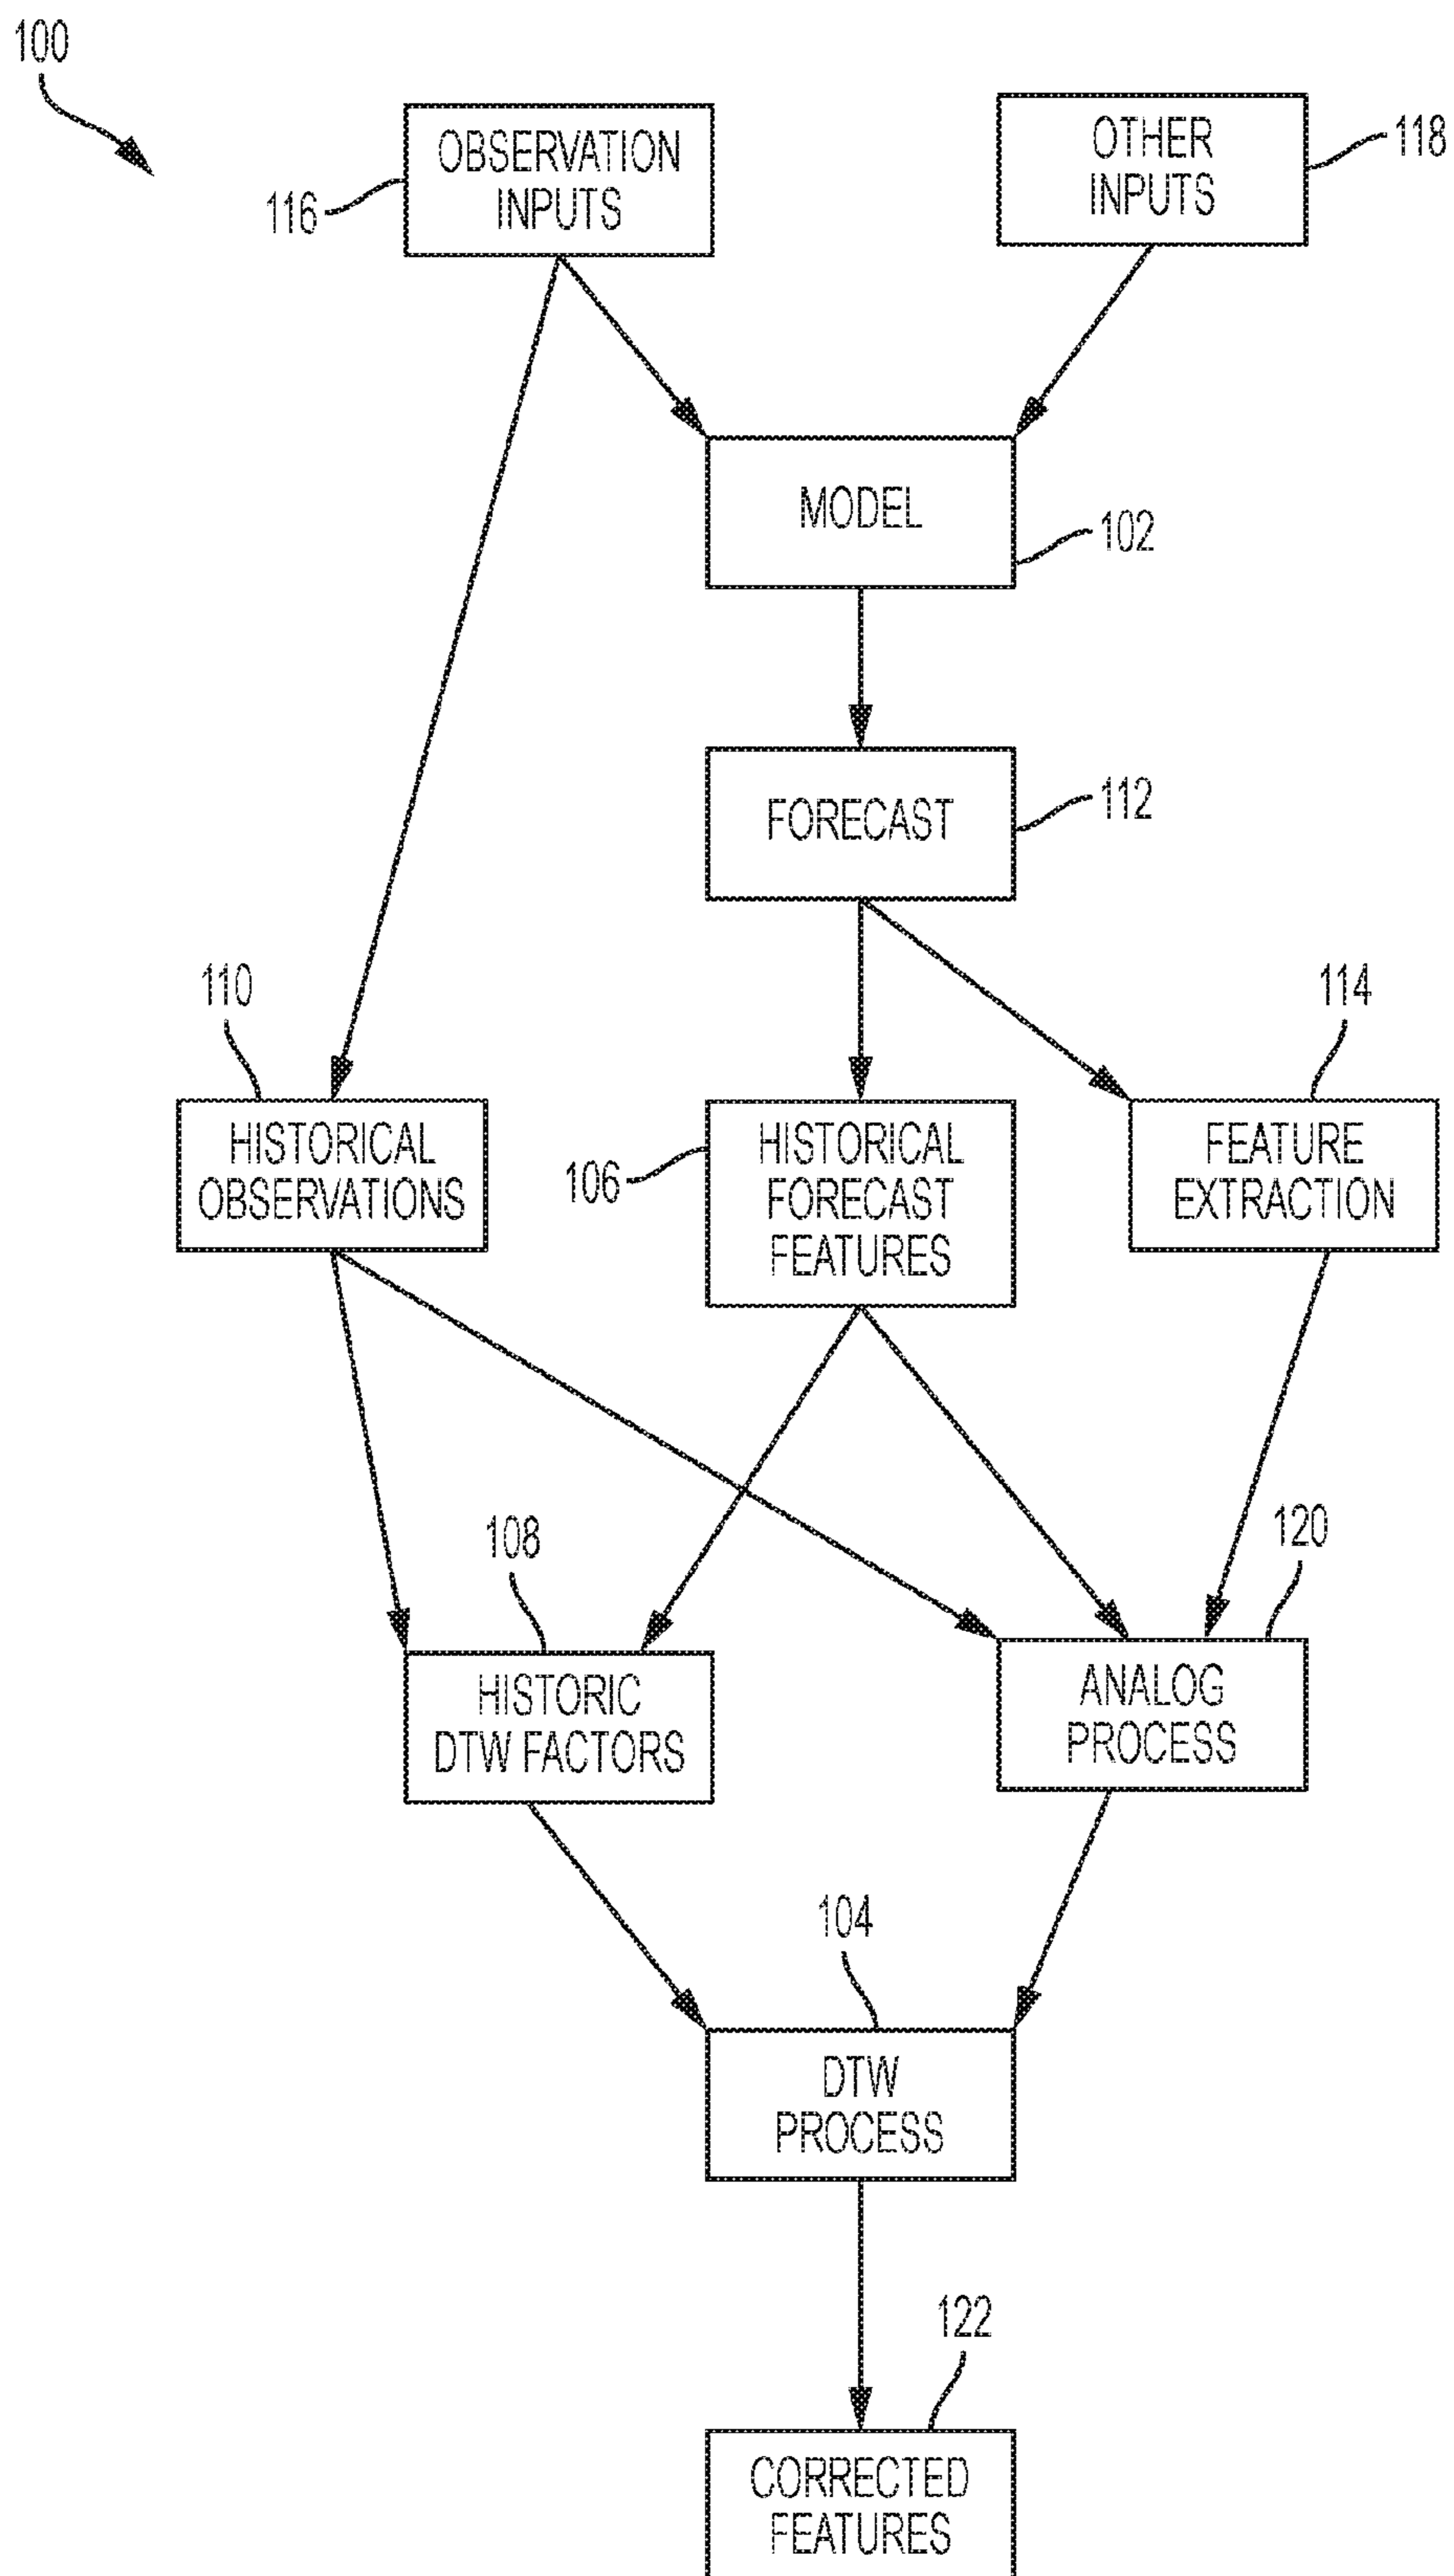 100
OBSERVATION
INPUTS
116
OTHER
INPUTS
118
MODEL
102
FORECAST
112
110
HISTORICAL
OBSERVATIONS
106
HISTORICAL
FORECAST
FEATURES
114
FEATURE
EXTRACTION
108
HISTORIC
DTW FACTORS
120
ANALOG
PROCESS
104
DTW
PROCESS
122
CORRECTED
FEATURES